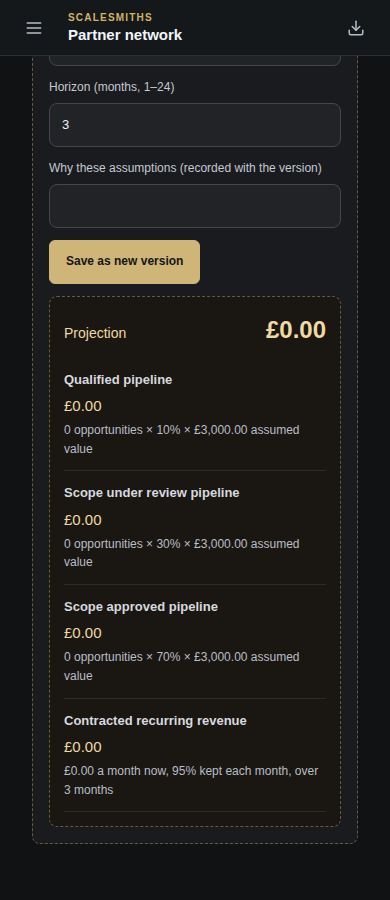 SCALESMITHS
Partner network
Horizon (months, 1–24)
3
Why these assumptions (recorded with the version)
Save as new version
Projection £0.00
Qualified pipeline
£0.00
0 opportunities × 10% × £3,000.00 assumed
value
Scope under review pipeline
£0.00
0 opportunities × 30% × £3,000.00 assumed
value
Scope approved pipeline
£0.00
0 opportunities × 70% × £3,000.00 assumed
value
Contracted recurring revenue
£0.00
£0.00 a month now, 95% kept each month, over
3 months